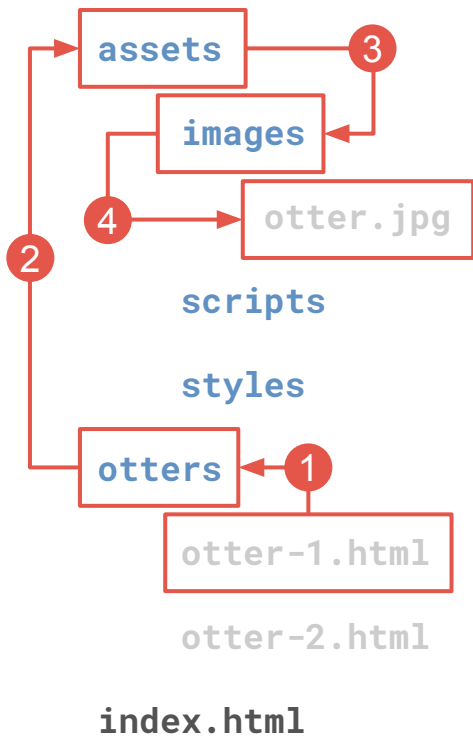 assets
3
images
4
otter.jpg
2
scripts
styles
otters
1
otter-1.html
otter-2.html
index.html